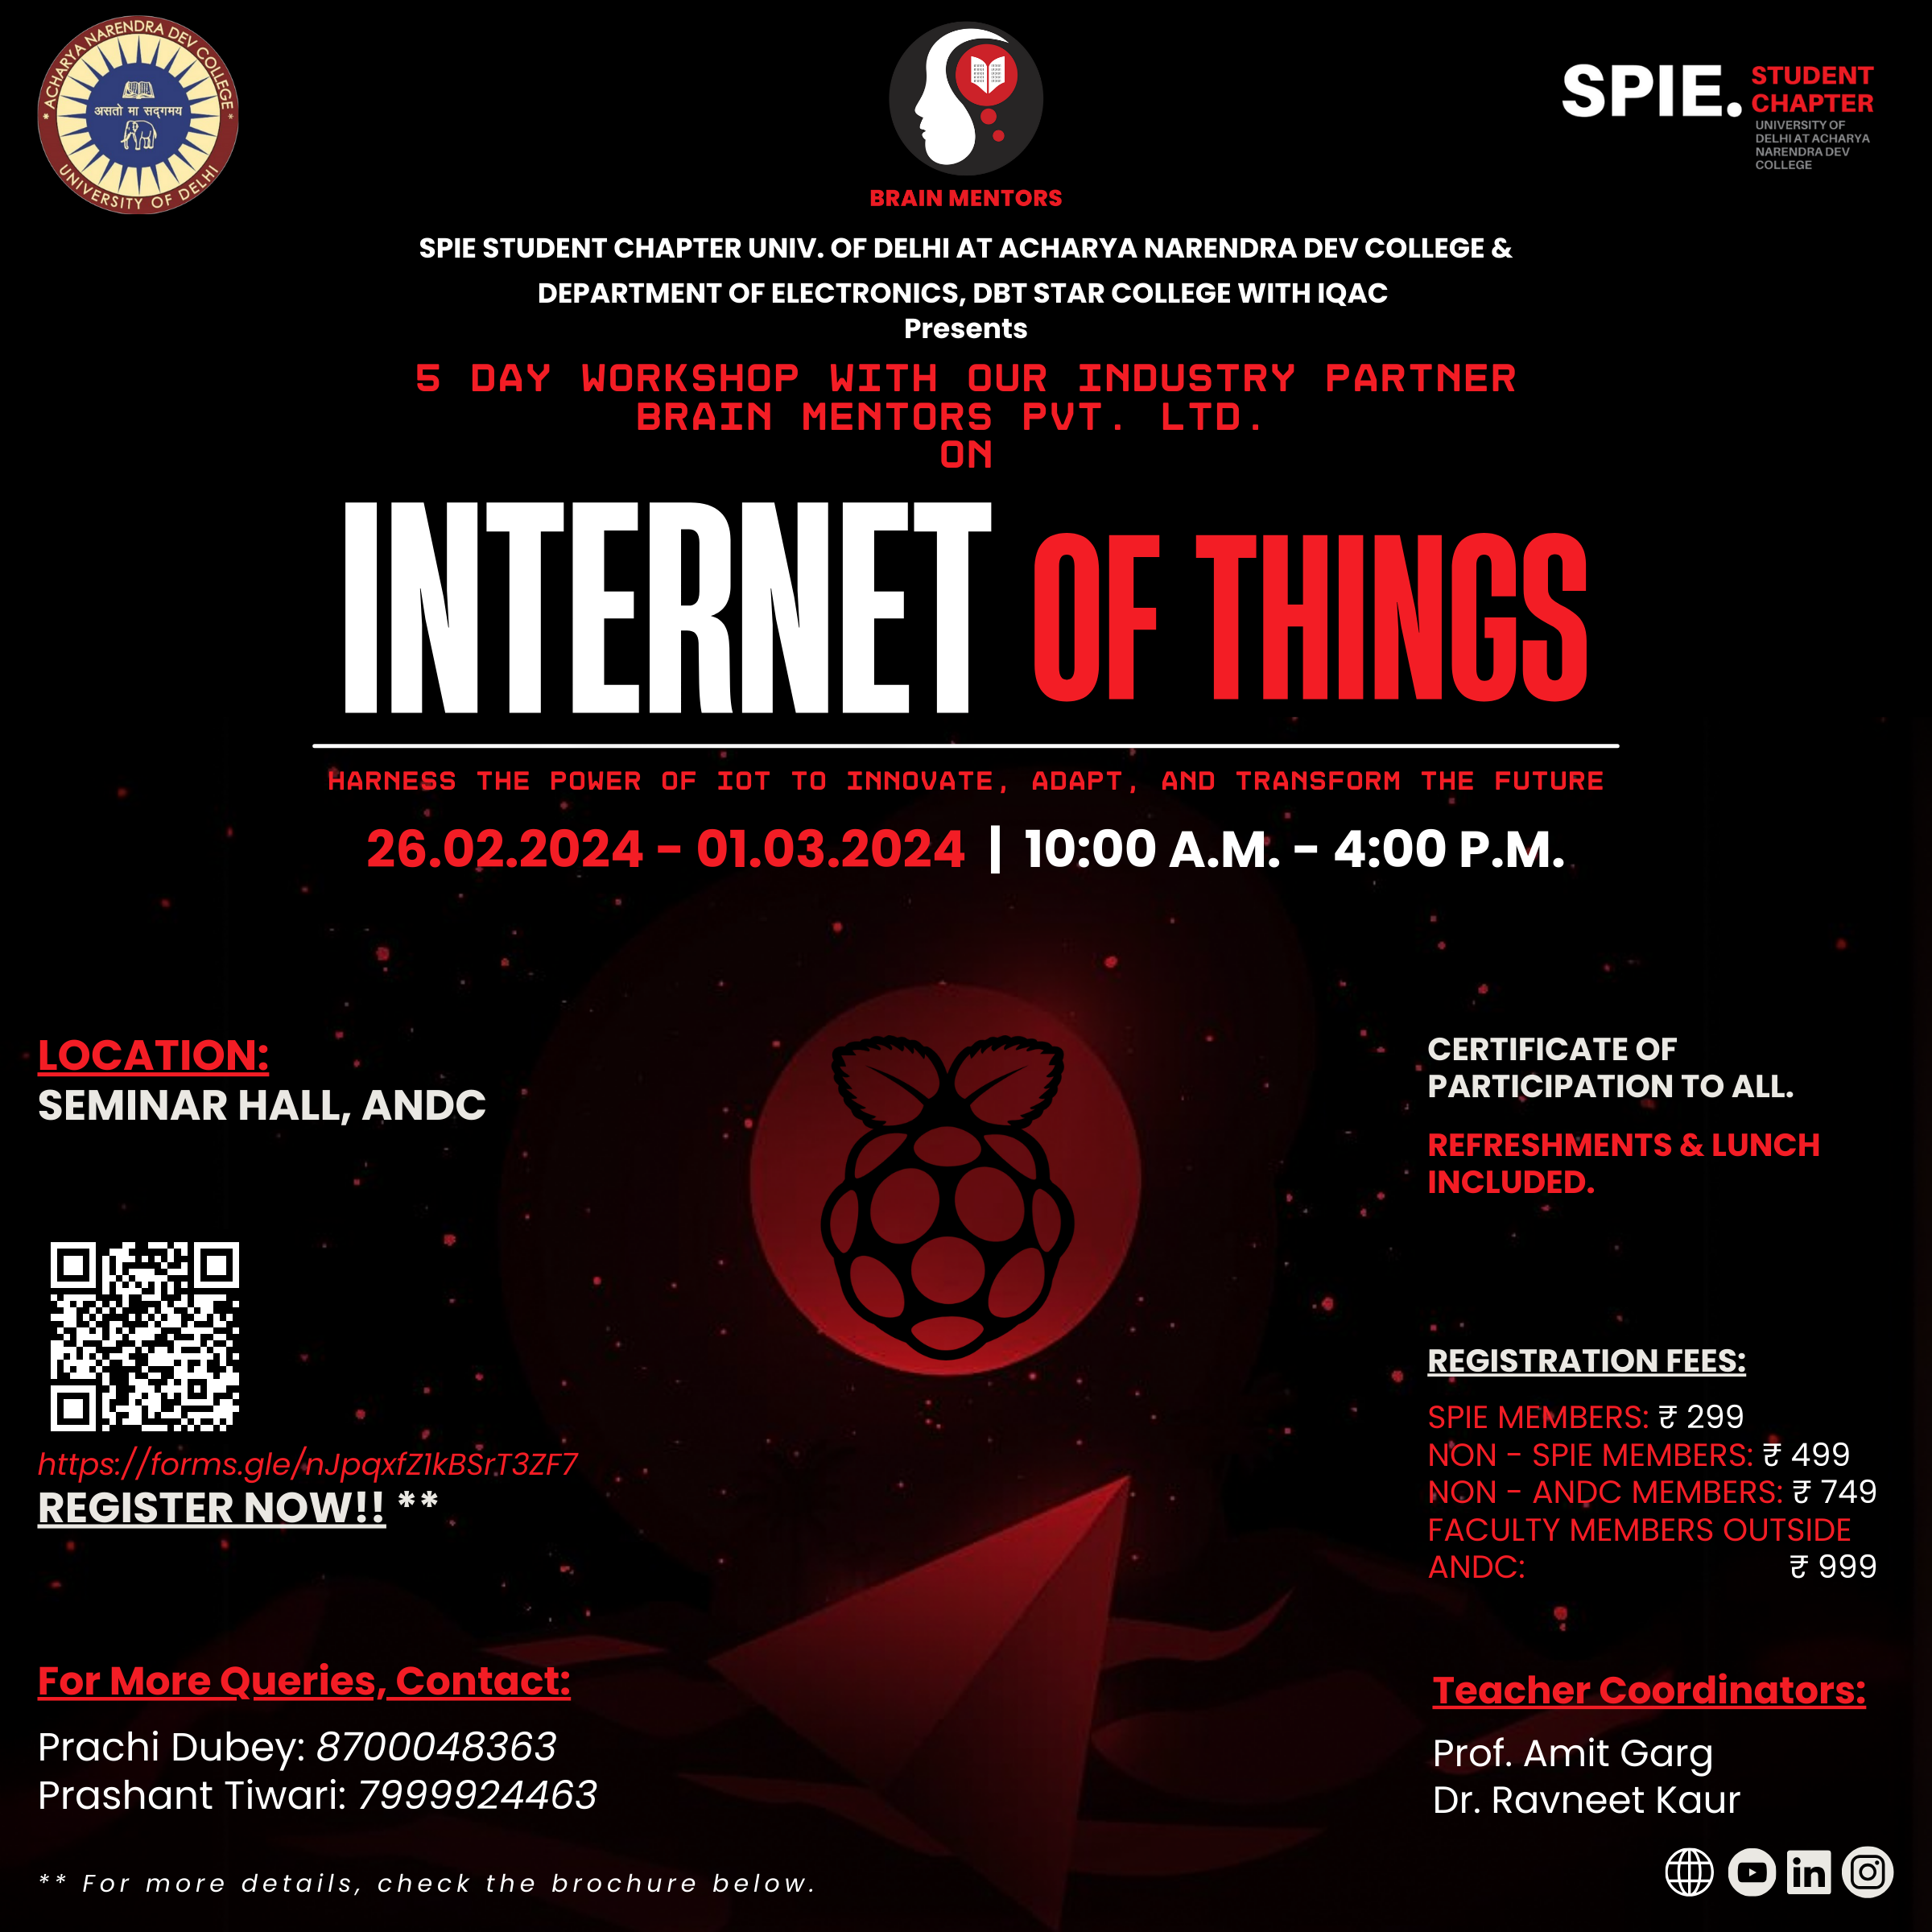 ACHARYA NARENDRA DEV COLLEGE
असतो मा सद्गमय
UNIVERSITY OF DELHI
BRAIN MENTORS
SPIE. STUDENT
CHAPTER
UNIVERSITY OF
DELHI AT ACHARYA
NARENDRA DEV
COLLEGE
SPIE STUDENT CHAPTER UNIV. OF DELHI AT ACHARYA NARENDRA DEV COLLEGE &
DEPARTMENT OF ELECTRONICS, DBT STAR COLLEGE WITH IQAC
Presents
5 DAY WORKSHOP WITH OUR INDUSTRY PARTNER
BRAIN MENTORS PVT. LTD.
ON
INTERNET OF THINGS
HARNESS THE POWER OF IOT TO INNOVATE, ADAPT, AND TRANSFORM THE FUTURE
26.02.2024 - 01.03.2024 | 10:00 A.M. - 4:00 P.M.
LOCATION:
SEMINAR HALL, ANDC
CERTIFICATE OF
PARTICIPATION TO ALL.
REFRESHMENTS & LUNCH
INCLUDED.
https://forms.gle/nJpqxfZ1kBSrT3ZF7
REGISTER NOW!! **
REGISTRATION FEES:
SPIE MEMBERS: ₹ 299
NON - SPIE MEMBERS: ₹ 499
NON - ANDC MEMBERS: ₹ 749
FACULTY MEMBERS OUTSIDE
ANDC: ₹ 999
For More Queries, Contact:
Prachi Dubey: 8700048363
Prashant Tiwari: 7999924463
Teacher Coordinators:
Prof. Amit Garg
Dr. Ravneet Kaur
** For more details, check the brochure below.
in